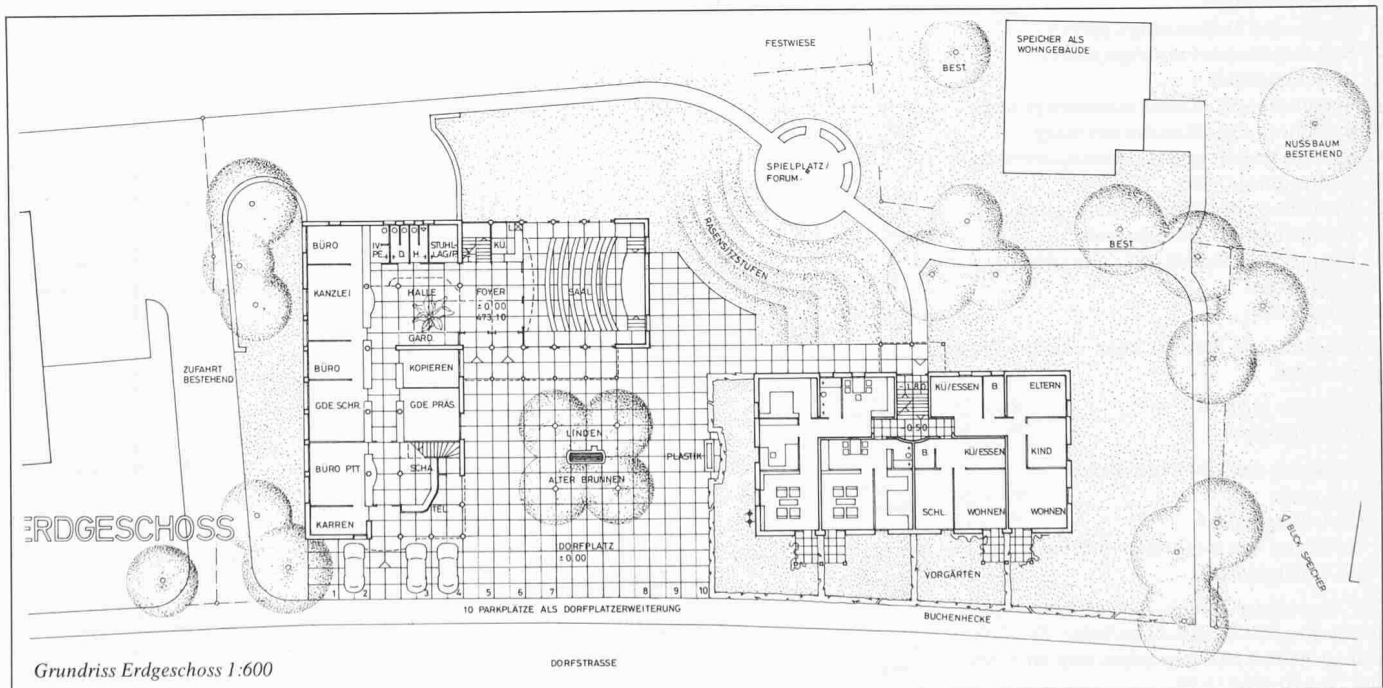 FESTWIESE
BEST.
SPEICHER ALS
WOHNGEBÄUDE
NUSSBAUM
BESTEHEND
SPIELPLATZ /
FORUM
RASENSITZSTUFEN
BEST.
BÜRO
IV
PE.
D.
H.
STUHL-
LAG/P.
KÜ.
KANZLEI
HALLE
FOYER
± 0.00
473,10
SAAL
GARD.
BÜRO
KOPIEREN
ZUFAHRT
BESTEHEND
GDE SCHR.
GDE PRÄS.
LINDEN
ALTER BRUNNEN
PLASTIK
BÜRO PTT
SCHA
TEL.
KARREN
ERDGESCHOSS
DORFPLATZ
± 0.00
-1.80
-0.50
KÜ/ESSEN
B
ELTERN
B.
KÜ/ESSEN
KIND
SCHL.
WOHNEN
WOHNEN
VORGÄRTEN
BLICK SPEICHER
1 2 3 4 5 6 7 8 9 10
10 PARKPLÄTZE ALS DORFPLATZERWEITERUNG
BUCHENHECKE
DORFSTRASSE
Grundriss Erdgeschoss 1:600